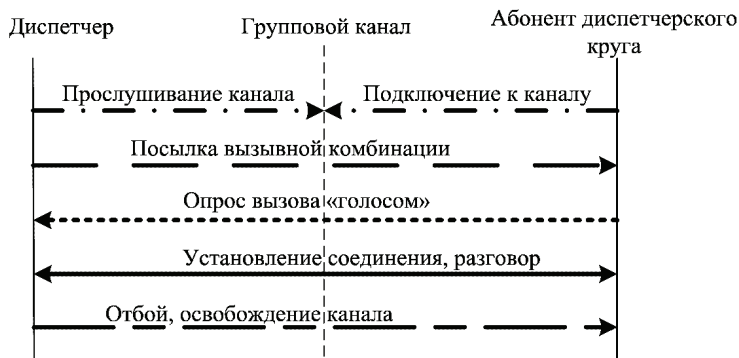 Диспетчер
Групповой канал
Абонент диспетчерского
круга
Прослушивание канала
Подключение к каналу
Посылка вызывной комбинации
Опрос вызова «голосом»
Установление соединения, разговор
Отбой, освобождение канала